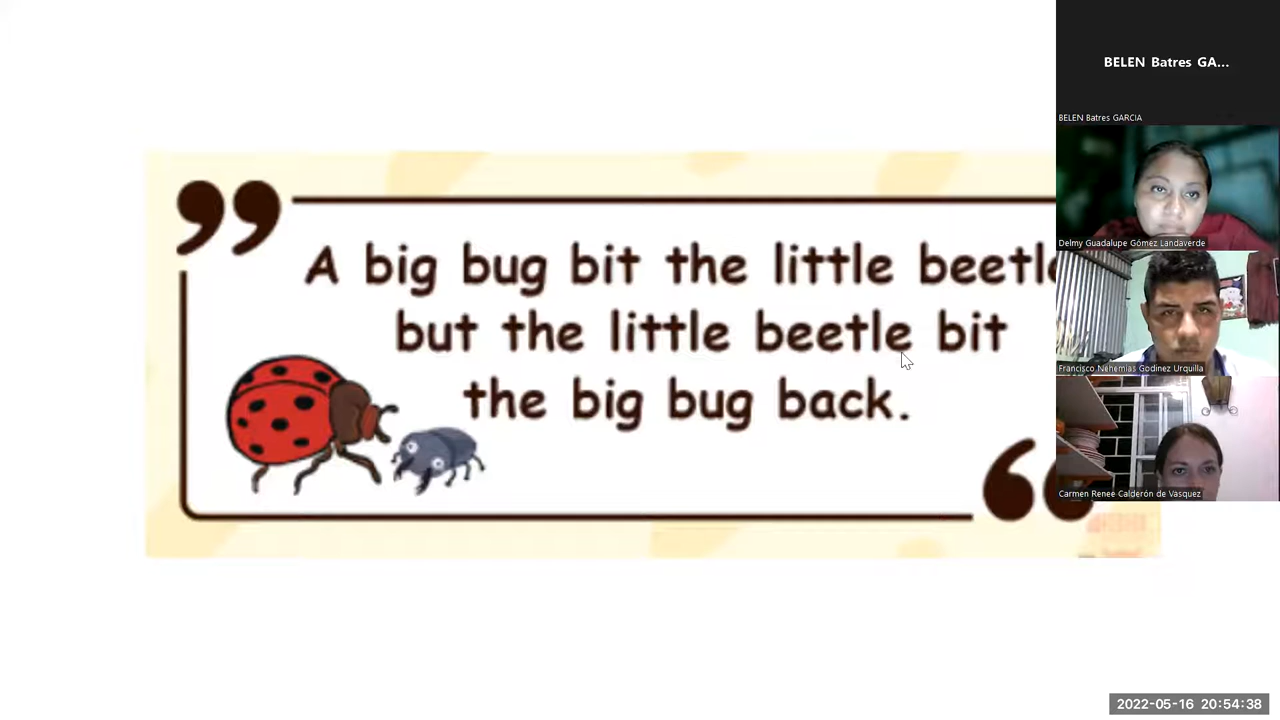 BELEN Batres GA...
BELEN Batres GARCIA
Delmy Guadalupe Gómez Landaverde
Francisco Nehemias Godinez Urquilla
Carmen Renee Calderón de Vasquez
A big bug bit the little beetle
but the little beetle bit
the big bug back.
2022-05-16 20:54:38